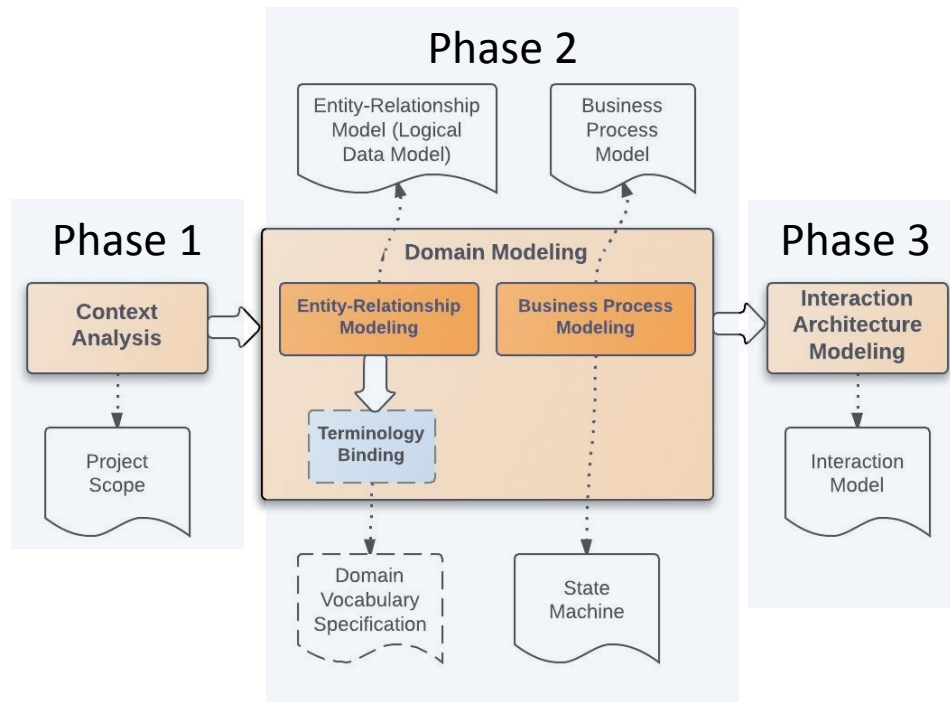 Phase 2
Entity-Relationship
Model (Logical
Data Model)
Business
Process
Model
Phase 1
Context
Analysis
Project
Scope
Domain Modeling
Entity-Relationship
Modeling
Business Process
Modeling
Terminology
Binding
Domain
Vocabulary
Specification
State
Machine
Phase 3
Interaction
Architecture
Modeling
Interaction
Model